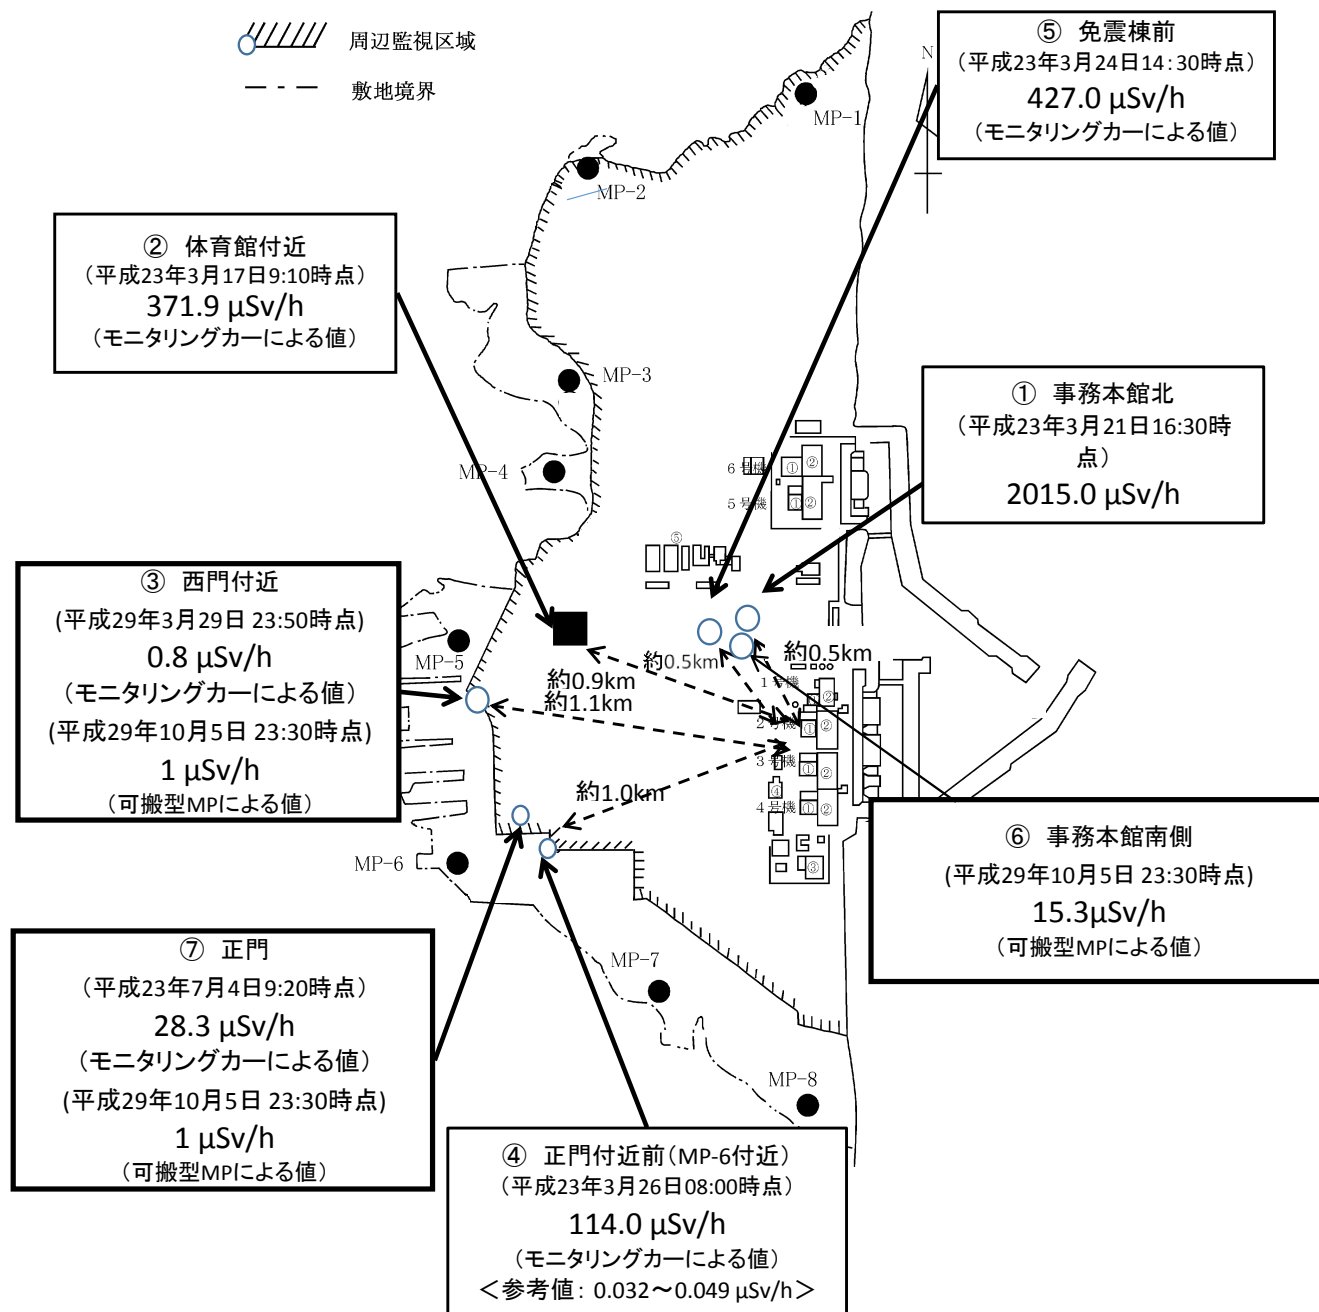 周辺監視区域
敷地境界
⑤ 免震棟前
（平成23年3月24日14:30時点）
427.0 μSv/h
（モニタリングカーによる値）
N
MP-1
MP-2
② 体育館付近
（平成23年3月17日9:10時点）
371.9 μSv/h
（モニタリングカーによる値）
MP-3
① 事務本館北
（平成23年3月21日16:30時
点）
2015.0 μSv/h
MP-4
6号機
① ②
5号機
① ②
⑤
③ 西門付近
(平成29年3月29日 23:50時点)
0.8 μSv/h
（モニタリングカーによる値）
(平成29年10月5日 23:30時点)
1 μSv/h
（可搬型MPによる値）
MP-5
約0.5km
約0.5km
約0.9km
約1.1km
1号機
②
2号機
① ②
3号機
① ②
④
4号機
① ②
③
約1.0km
MP-6
⑥ 事務本館南側
(平成29年10月5日 23:30時点)
15.3μSv/h
（可搬型MPによる値）
⑦ 正門
（平成23年7月4日9:20時点）
28.3 μSv/h
（モニタリングカーによる値）
(平成29年10月5日 23:30時点)
1 μSv/h
（可搬型MPによる値）
MP-7
MP-8
④ 正門付近前（MP-6付近）
（平成23年3月26日08:00時点）
114.0 μSv/h
（モニタリングカーによる値）
＜参考値: 0.032～0.049 μSv/h＞